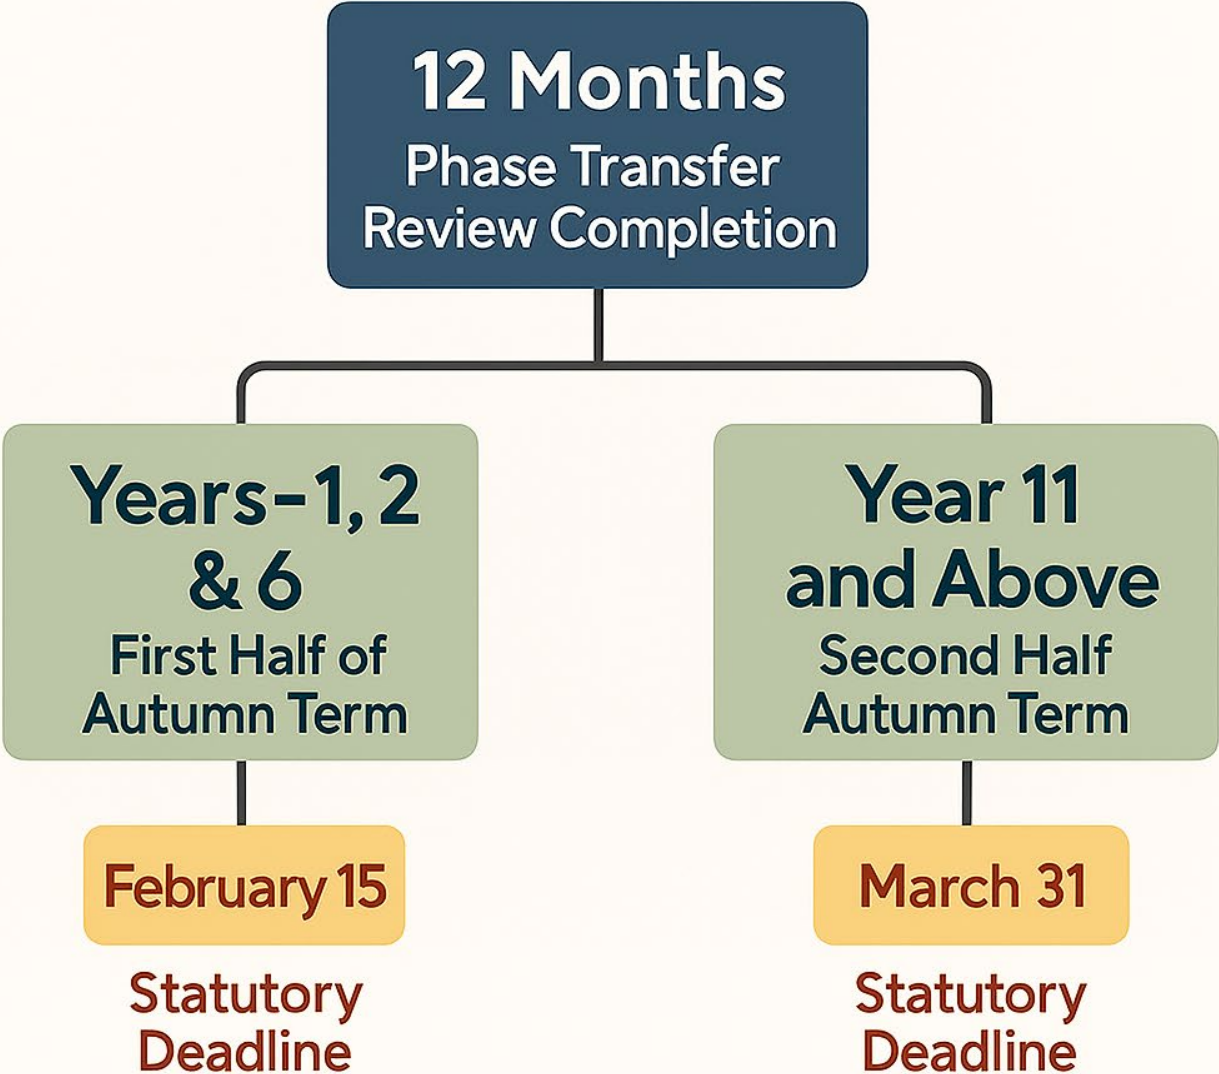 12 Months
Phase Transfer
Review Completion
Years-1, 2
& 6
First Half of
Autumn Term
February 15
Statutory
Deadline
Year 11
and Above
Second Half
Autumn Term
March 31
Statutory
Deadline